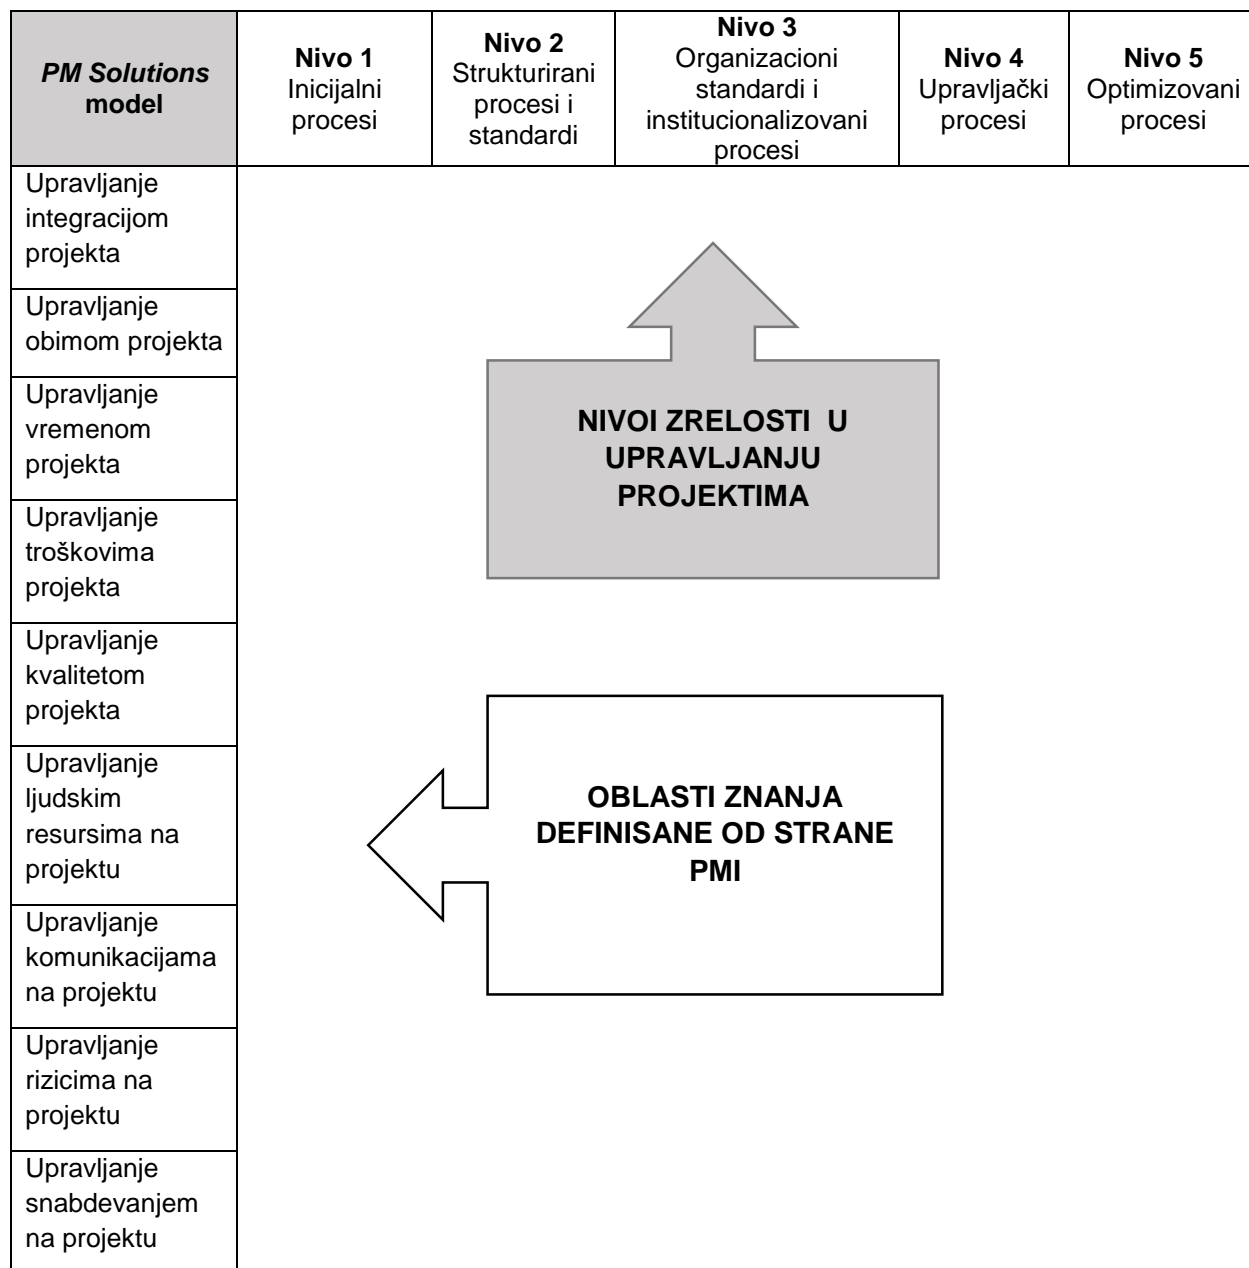 PM Solutions
model
Nivo 1
Inicijalni
procesi
Nivo 2
Strukturirani
procesi i
standardi
Nivo 3
Organizacioni
standardi i
institucionalizovani
procesi
Nivo 4
Upravljački
procesi
Nivo 5
Optimizovani
procesi
Upravljanje
integracijom
projekta
Upravljanje
obimom projekta
Upravljanje
vremenom
projekta
Upravljanje
troškovima
projekta
Upravljanje
kvalitetom
projekta
Upravljanje
ljudskim
resursima na
projektu
Upravljanje
komunikacijama
na projektu
Upravljanje
rizicima na
projektu
Upravljanje
snabdevanjem
na projektu
NIVOI ZRELOSTI U
UPRAVLJANJU
PROJEKTIMA
OBLASTI ZNANJA
DEFINISANE OD STRANE
PMI